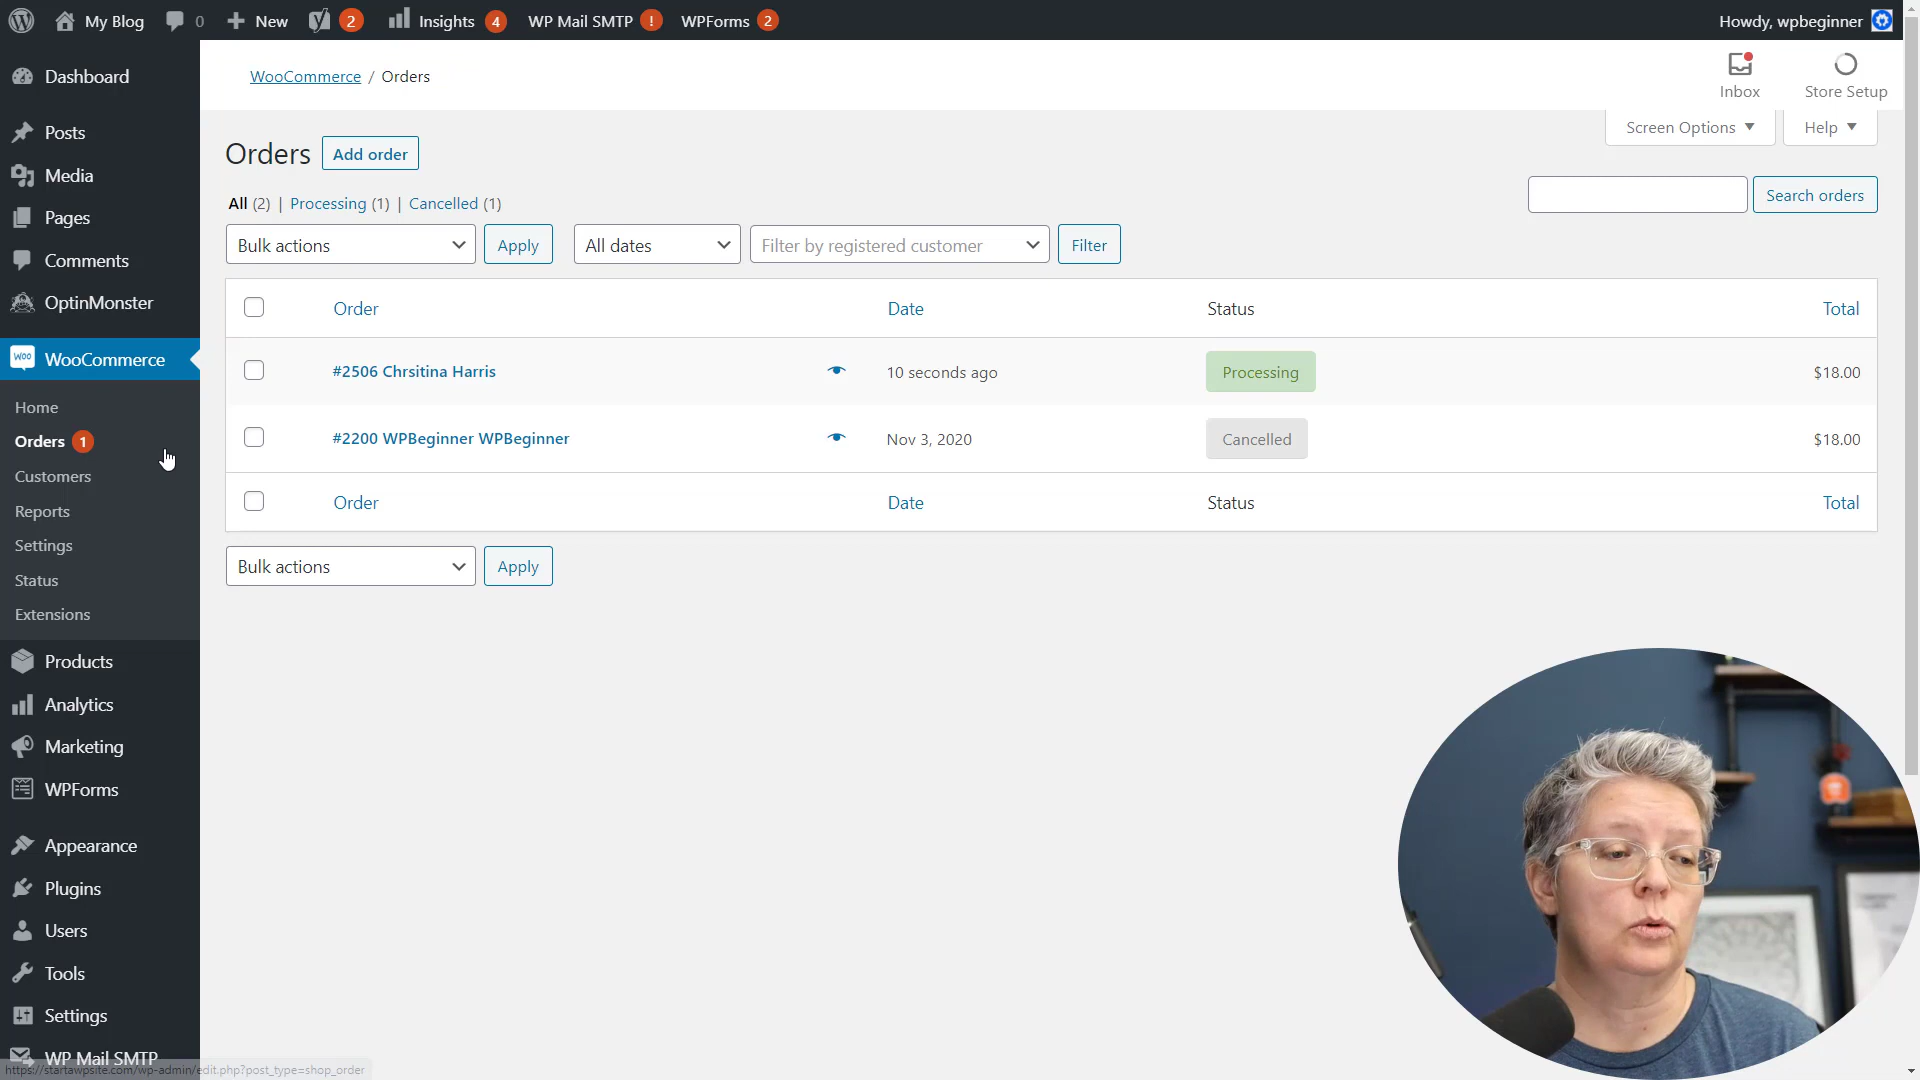 My Blog
0
New
2
Insights 4
WP Mail SMTP !
WPForms 2
Howdy, wpbeginner
Dashboard
Posts
Media
Pages
Comments
OptinMonster
WooCommerce
Home
Orders 1
Customers
Reports
Settings
Status
Extensions
Products
Analytics
Marketing
WPForms
Appearance
Plugins
Users
Tools
Settings
WP Mail SMTP
https://startawpsite.com/wp-admin/edit.php?post_type=shop_order
WooCommerce / Orders
Inbox
Store Setup
Screen Options
Help
Orders
Add order
All (2) | Processing (1) | Cancelled (1)
Search orders
Bulk actions
Apply
All dates
Filter by registered customer
Filter
Order Date Status Total
#2506 Chrsitina Harris 10 seconds ago Processing $18.00
#2200 WPBeginner WPBeginner Nov 3, 2020 Cancelled $18.00
Order Date Status Total
Bulk actions
Apply